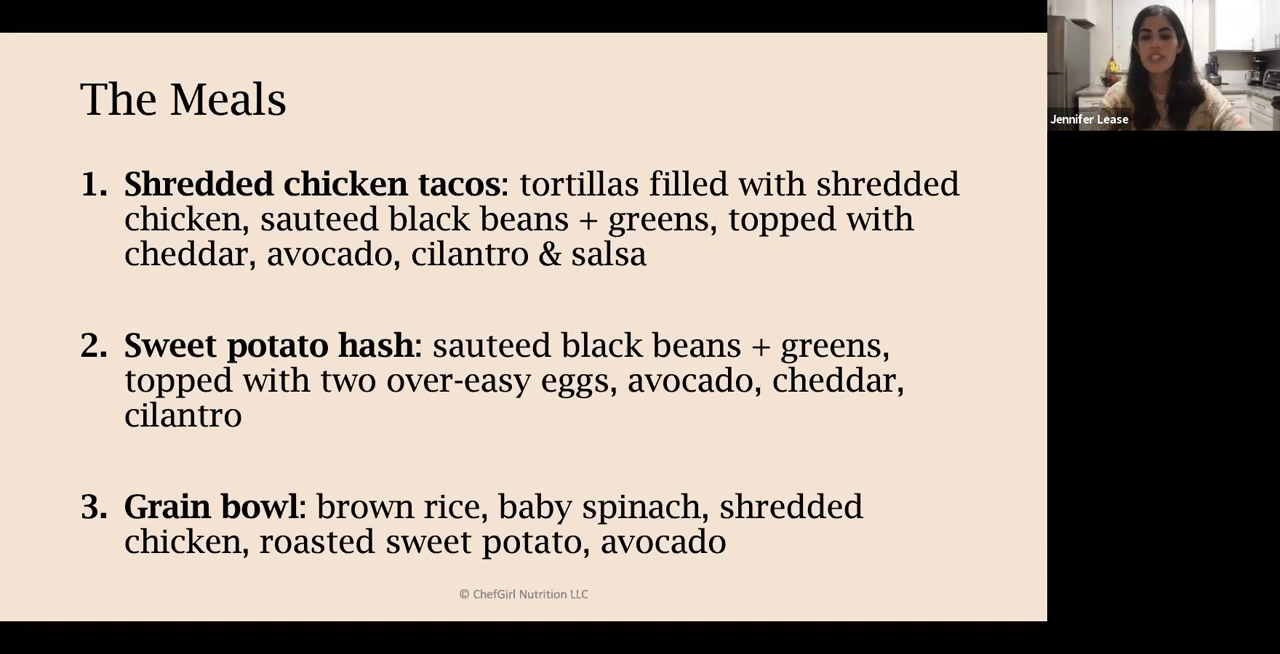 The Meals
1. Shredded chicken tacos: tortillas filled with shredded
chicken, sauteed black beans + greens, topped with
cheddar, avocado, cilantro & salsa
2. Sweet potato hash: sauteed black beans + greens,
topped with two over-easy eggs, avocado, cheddar,
cilantro
3. Grain bowl: brown rice, baby spinach, shredded
chicken, roasted sweet potato, avocado
© ChefGirl Nutrition LLC
Jennifer Lease